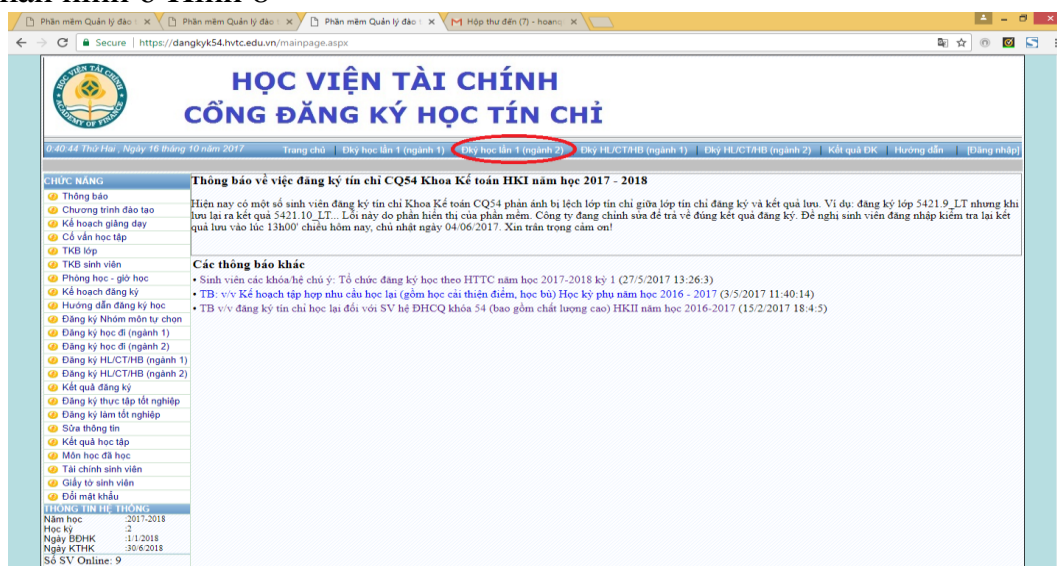 Phần mềm Quản lý đào t
Phần mềm Quản lý đào t
Phần mềm Quản lý đào t
Hộp thư đến (7) - hoang
Secure | https://dangkyk54.hvtc.edu.vn/mainpage.aspx
HỌC VIỆN TÀI CHÍNH
ACADEMY OF FINANCE
HỌC VIỆN TÀI CHÍNH
CỔNG ĐĂNG KÝ HỌC TÍN CHỈ
0:40:44 Thứ Hai , Ngày 16 tháng 10 năm 2017
Trang chủ | Đký học lần 1 (ngành 1) | Đký học lần 1 (ngành 2) | Đký HL/CT/HB (ngành 1) | Đký HL/CT/HB (ngành 2) | Kết quả ĐK | Hướng dẫn | [Đăng nhập]
CHỨC NĂNG
Thông báo
Chương trình đào tạo
Kế hoạch giảng dạy
Cố vấn học tập
TKB lớp
TKB sinh viên
Phòng học - giờ học
Kế hoạch đăng ký
Hướng dẫn đăng ký học
Đăng ký Nhóm môn tự chọn
Đăng ký học đi (ngành 1)
Đăng ký học đi (ngành 2)
Đăng ký HL/CT/HB (ngành 1)
Đăng ký HL/CT/HB (ngành 2)
Kết quả đăng ký
Đăng ký thực tập tốt nghiệp
Đăng ký làm tốt nghiệp
Sửa thông tin
Kết quả học tập
Môn học đã học
Tài chính sinh viên
Giấy tờ sinh viên
Đổi mật khẩu
THÔNG TIN HỆ THỐNG
Năm học :2017-2018
Học kỳ :2
Ngày BĐHK :1/1/2018
Ngày KTHK :30/6/2018
Số SV Online: 9
Thông báo về việc đăng ký tín chỉ CQ54 Khoa Kế toán HKI năm học 2017 - 2018
Hiện nay có một số sinh viên đăng ký tín chỉ Khoa Kế toán CQ54 phản ánh bị lệch lớp tín chỉ giữa lớp tín chỉ đăng ký và kết quả lưu. Ví dụ: đăng ký lớp 5421.9_LT nhưng khi
lưu lại ra kết quả 5421.10_LT... Lỗi này do phần hiển thị của phần mềm. Công ty đang chỉnh sửa để trả về đúng kết quả đăng ký. Đề nghị sinh viên đăng nhập kiểm tra lại kết
quả lưu vào lúc 13h00' chiều hôm nay, chủ nhật ngày 04/06/2017. Xin trân trọng cảm ơn!
Các thông báo khác
• Sinh viên các khóa/hệ chú ý: Tổ chức đăng ký học theo HTTC năm học 2017-2018 kỳ 1 (27/5/2017 13:26:3)
• TB: v/v Kế hoạch tập hợp nhu cầu học lại (gồm học cải thiện điểm, học bù) Học kỳ phụ năm học 2016 - 2017 (3/5/2017 11:40:14)
• TB v/v đăng ký tín chỉ học lại đối với SV hệ ĐHCQ khóa 54 (bao gồm chất lượng cao) HKII năm học 2016-2017 (15/2/2017 18:4:5)